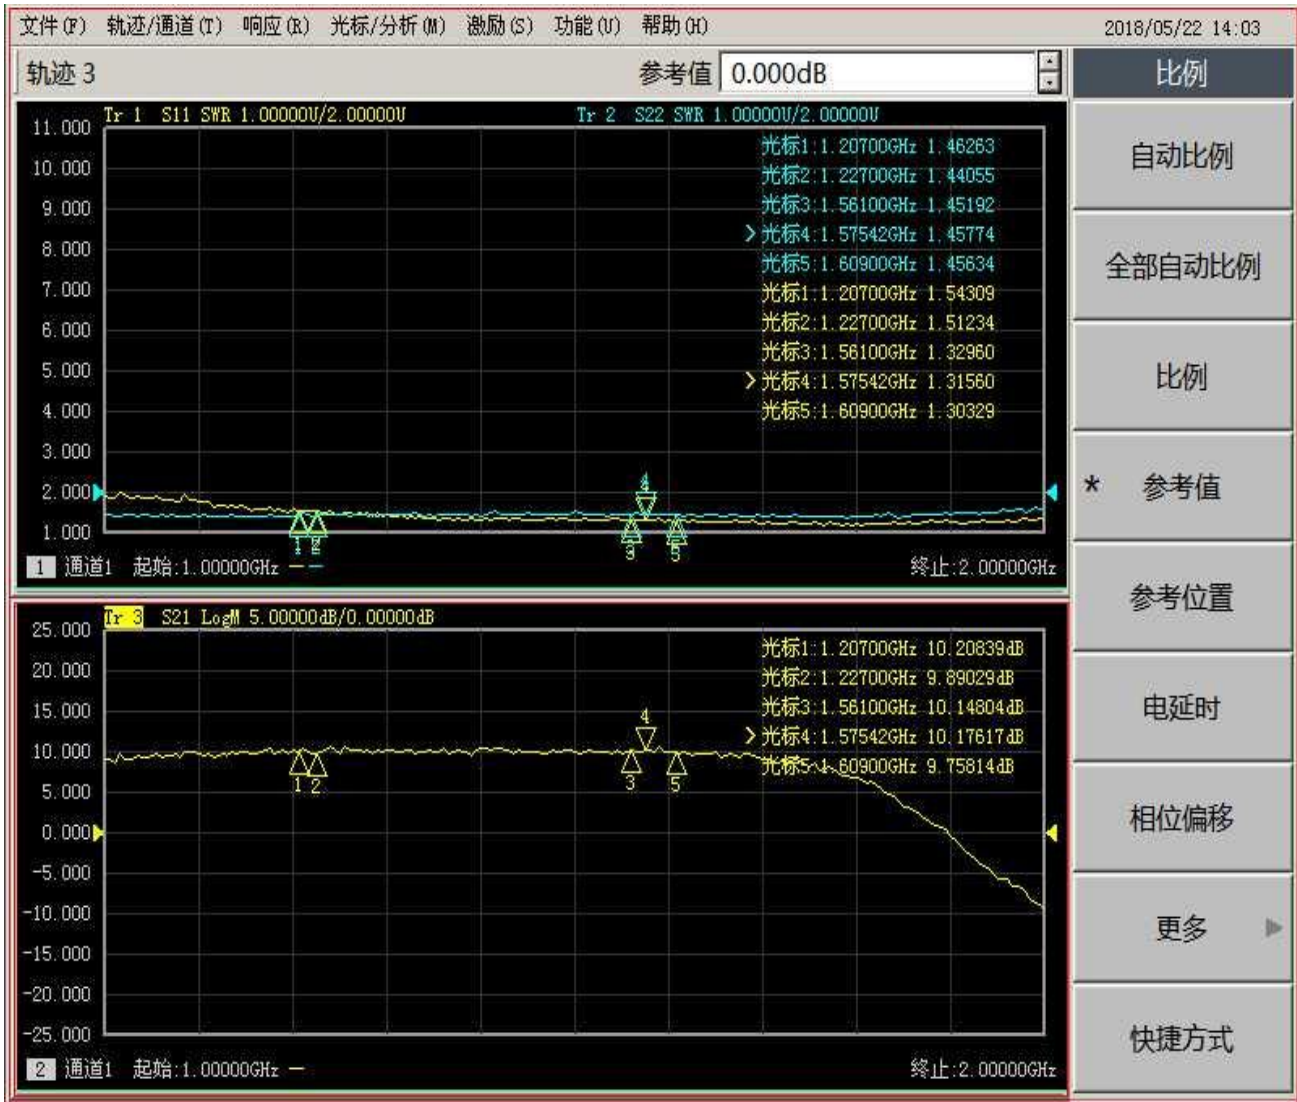 文件(F) 轨迹/通道(T) 响应(R) 光标/分析(M) 激励(S) 功能(U) 帮助(H) 2018/05/22 14:03
轨迹 3 参考值 0.000dB 比例
Tr 1 S11 SWR 1.00000U/2.00000U Tr 2 S22 SWR 1.00000U/2.00000U
11.000
10.000
9.000
8.000
7.000
6.000
5.000
4.000
3.000
2.000
1.000
光标1:1.20700GHz 1.46263
光标2:1.22700GHz 1.44055
光标3:1.56100GHz 1.45192
>光标4:1.57542GHz 1.45774
光标5:1.60900GHz 1.45634
光标1:1.20700GHz 1.54309
光标2:1.22700GHz 1.51234
光标3:1.56100GHz 1.32960
>光标4:1.57542GHz 1.31560
光标5:1.60900GHz 1.30329
4
1 2 3 5
1 通道1 起始:1.00000GHz 终止:2.00000GHz
Tr 3 S21 LogM 5.00000dB/0.00000dB
25.000
20.000
15.000
10.000
5.000
0.000
-5.000
-10.000
-15.000
-20.000
-25.000
光标1:1.20700GHz 10.20839dB
光标2:1.22700GHz 9.89029dB
光标3:1.56100GHz 10.14804dB
>光标4:1.57542GHz 10.17617dB
光标5:1.60900GHz 9.75814dB
4
1 2 3 5
2 通道1 起始:1.00000GHz 终止:2.00000GHz
自动比例
全部自动比例
比例
* 参考值
参考位置
电延时
相位偏移
更多
快捷方式